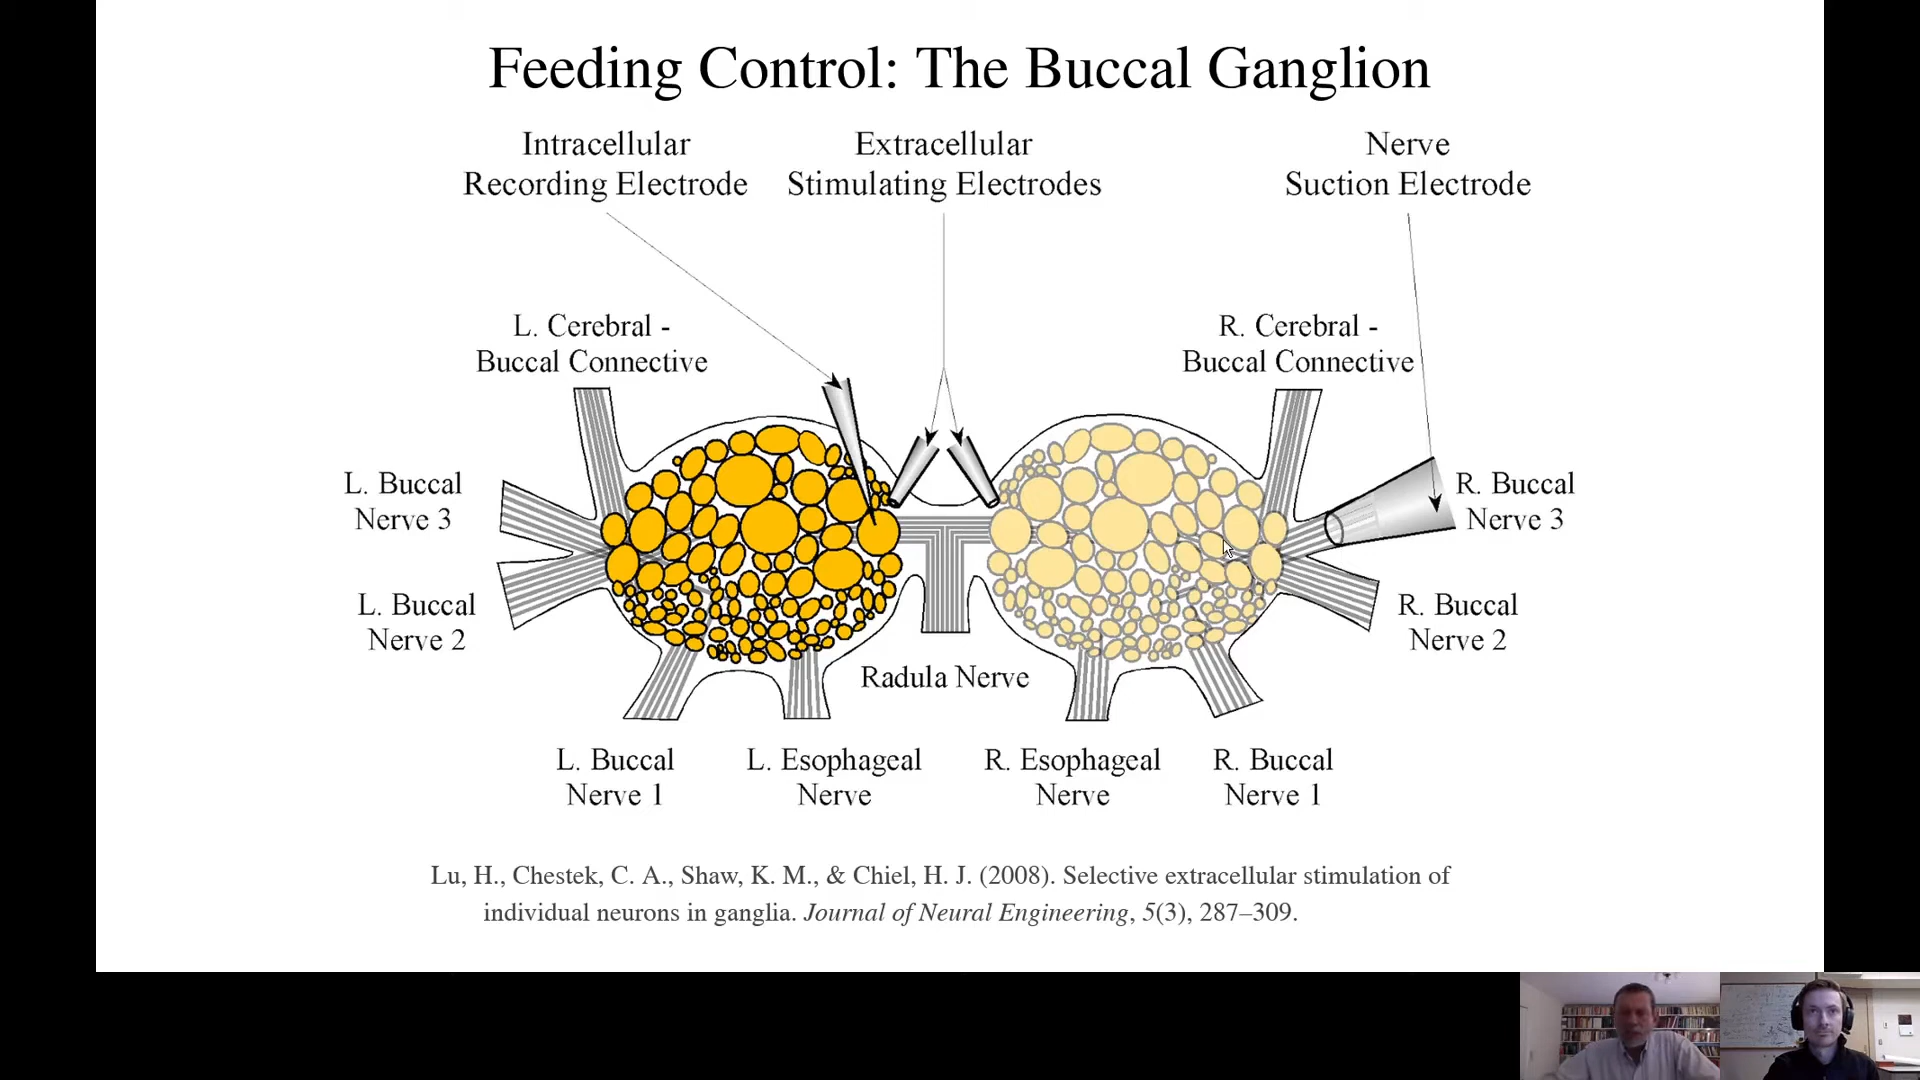 Feeding Control: The Buccal Ganglion
Intracellular
Recording Electrode
Extracellular
Stimulating Electrodes
Nerve
Suction Electrode
L. Cerebral -
Buccal Connective
R. Cerebral -
Buccal Connective
L. Buccal
Nerve 3
R. Buccal
Nerve 3
L. Buccal
Nerve 2
R. Buccal
Nerve 2
Radula Nerve
L. Buccal
Nerve 1
L. Esophageal
Nerve
R. Esophageal
Nerve
R. Buccal
Nerve 1
Lu, H., Chestek, C. A., Shaw, K. M., & Chiel, H. J. (2008). Selective extracellular stimulation of
individual neurons in ganglia. Journal of Neural Engineering, 5(3), 287–309.